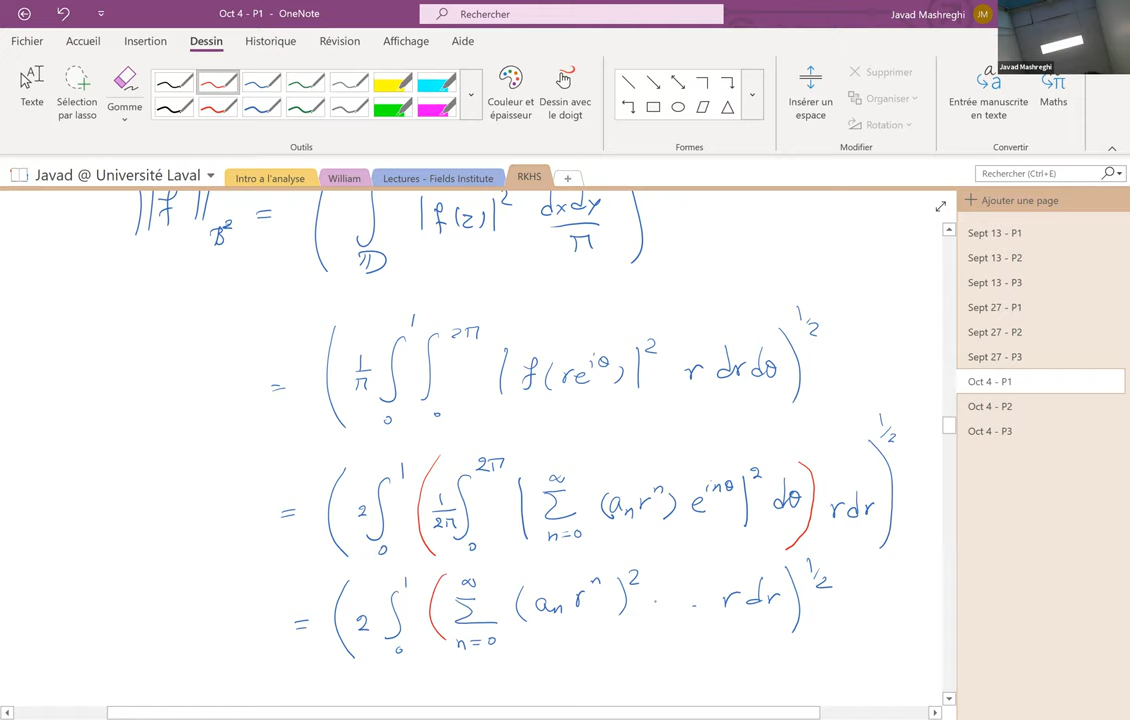 Oct 4 - P1 - OneNote
Rechercher
Javad Mashreghi
JM
Javad Mashreghi
Fichier
Accueil
Insertion
Dessin
Historique
Révision
Affichage
Aide
Texte
Sélection par lasso
Gomme
Couleur et épaisseur
Dessin avec le doigt
Insérer un espace
Supprimer
Organiser
Rotation
Entrée manuscrite en texte
Maths
Outils
Formes
Modifier
Convertir
Javad @ Université Laval
Intro a l'analyse
William
Lectures - Fields Institute
RKHS
Rechercher (Ctrl+E)
Ajouter une page
Sept 13 - P1
Sept 13 - P2
Sept 13 - P3
Sept 27 - P1
Sept 27 - P2
Sept 27 - P3
Oct 4 - P1
Oct 4 - P2
Oct 4 - P3
||f||_{B^2} = ( ∫_𝔻 |f(z)|^2 dxdy/π )
= ( 1/π ∫_0^1 ∫_0^{2π} |f(re^{iθ})|^2 r dr dθ )^{1/2}
= ( 2 ∫_0^1 ( 1/2π ∫_0^{2π} | ∑_{n=0}^∞ (a_n r^n) e^{inθ} |^2 dθ ) r dr )^{1/2}
= ( 2 ∫_0^1 ( ∑_{n=0}^∞ (a_n r^n)^2 . . r dr )^{1/2}